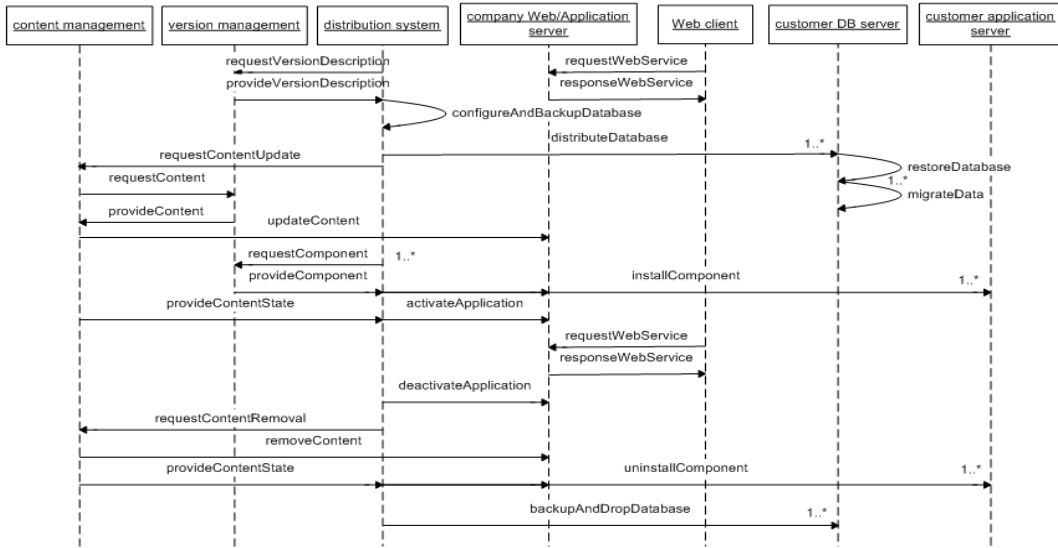 content management
version management
distribution system
company Web/Application
server
Web client
customer DB server
customer application
server
requestVersionDescription
requestWebService
provideVersionDescription
responseWebService
configureAndBackupDatabase
distributeDatabase
1..*
requestContentUpdate
restoreDatabase
requestContent
1..*
migrateData
provideContent
updateContent
requestComponent
1..*
provideComponent
installComponent
1..*
provideContentState
activateApplication
requestWebService
responseWebService
deactivateApplication
requestContentRemoval
removeContent
provideContentState
uninstallComponent
1..*
backupAndDropDatabase
1..*